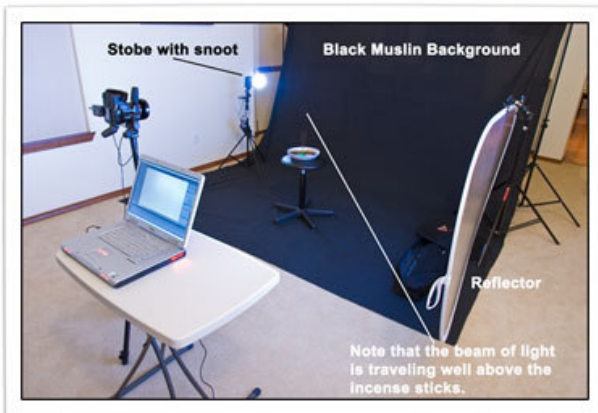 Stobe with snoot
Black Muslin Background
Reflector
Note that the beam of light
is traveling well above the
incense sticks.